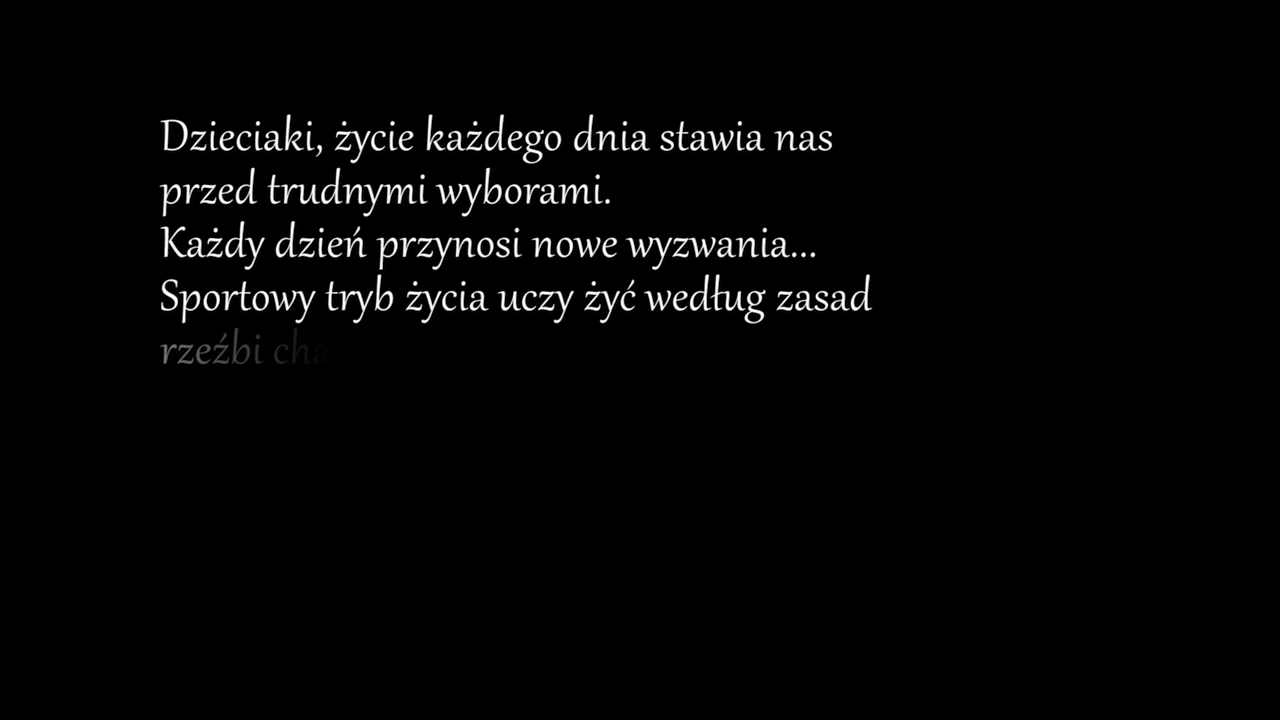 Dzieciaki, życie każdego dnia stawia nas
przed trudnymi wyborami.
Każdy dzień przynosi nowe wyzwania...
Sportowy tryb życia uczy żyć według zasad
rzeźbi cha